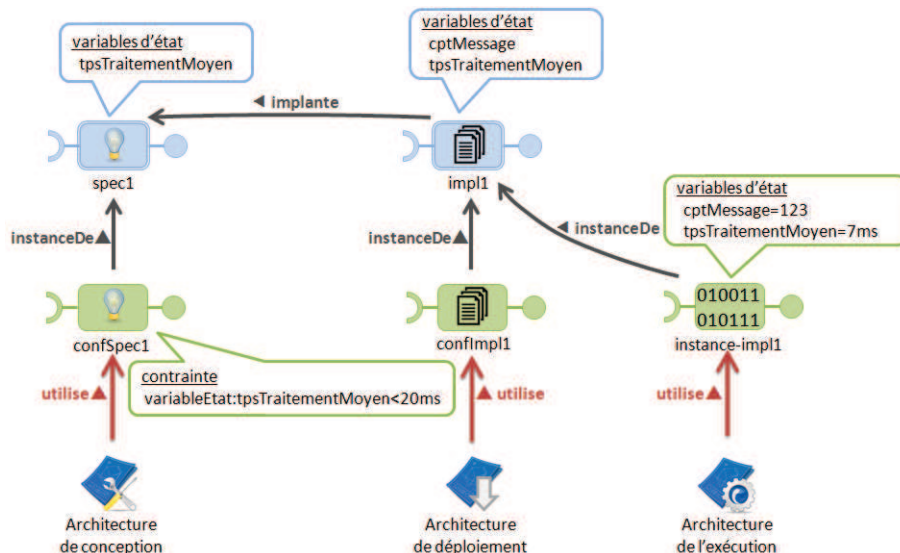 variables d'état
tpsTraitementMoyen
variables d'état
cptMessage
tpsTraitementMoyen
◄ implante
spec1
impl1
variables d'état
cptMessage=123
tpsTraitementMoyen=7ms
instanceDe▲
instanceDe▲
◄ instanceDe
010011
010111
confSpec1
confImpl1
instance-impl1
contrainte
variableEtat:tpsTraitementMoyen<20ms
utilise▲
▲utilise
utilise▲
Architecture
de conception
Architecture
de déploiement
Architecture
de l'exécution